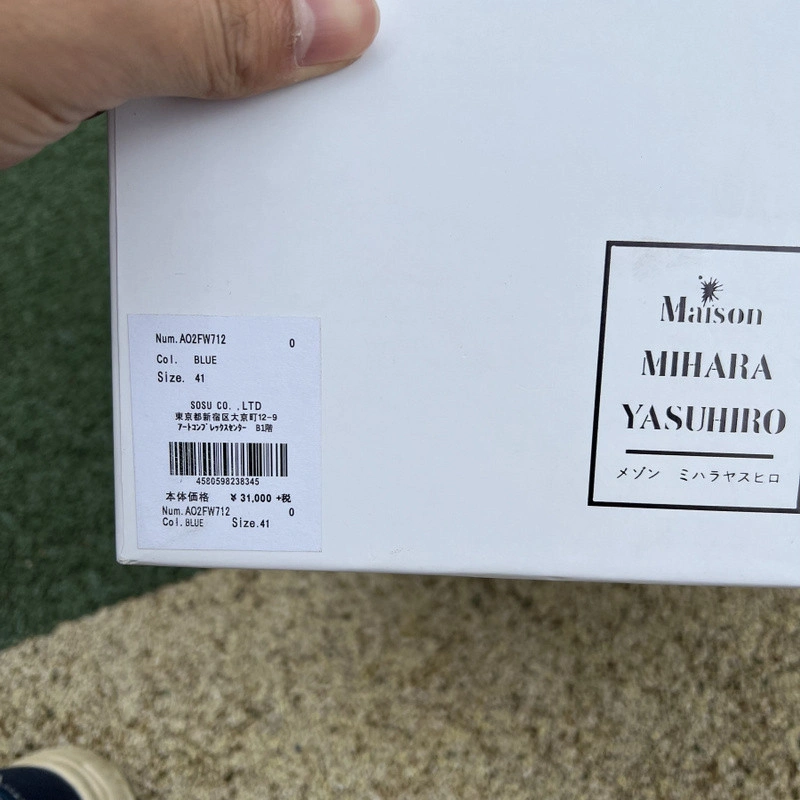 Num.A02FW712 0
Col. BLUE
Size. 41
SOSU CO.,LTD
東京都新宿区大京町12-9
ｱｰﾄｺﾝﾌﾟﾚｯｸｽｾﾝﾀｰ B1階
4580598238345
本体価格 ¥31,000 +税
Num.A02FW712 0
Col.BLUE Size.41
Maison
MIHARA
YASUHIRO
メゾン ミハラヤスヒロ